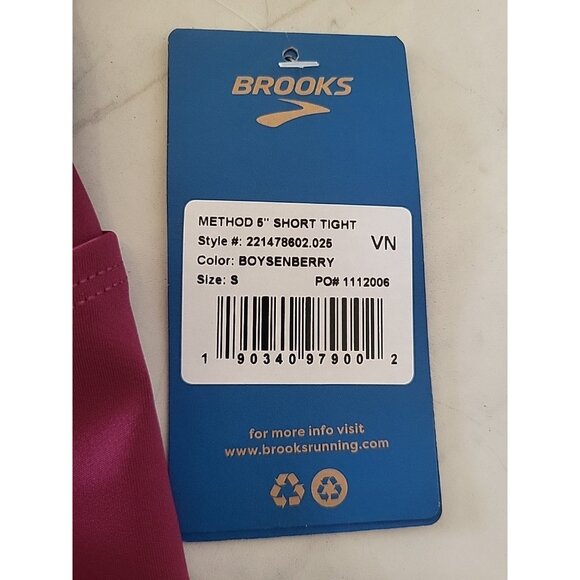 BROOKS
METHOD 5" SHORT TIGHT
Style #: 221478602.025 VN
Color: BOYSENBERRY
Size: S PO# 1112006
1 90340 97900 2
for more info visit
www.brooksrunning.com